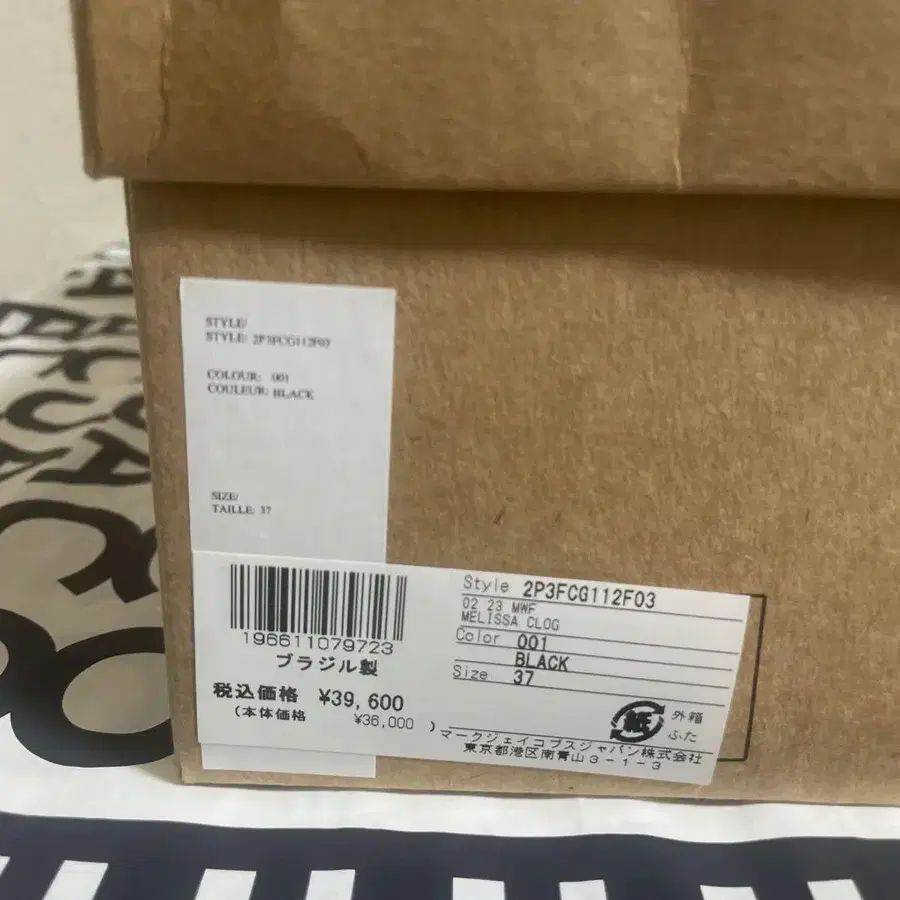 STYLE/
STYLE: 2P3FCG112F03
COLOUR: 001
COULEUR: BLACK
SIZE/
TAILLE: 37
196611079723
ブラジル製
税込価格 ¥39,600
(本体価格 ¥36,000 )
Style 2P3FCG112F03
02 23 MWF
MELISSA CLOG
Color 001
BLACK
Size 37
紙 外箱
ふた
マークジェイコブスジャパン株式会社
東京都港区南青山3-1-3